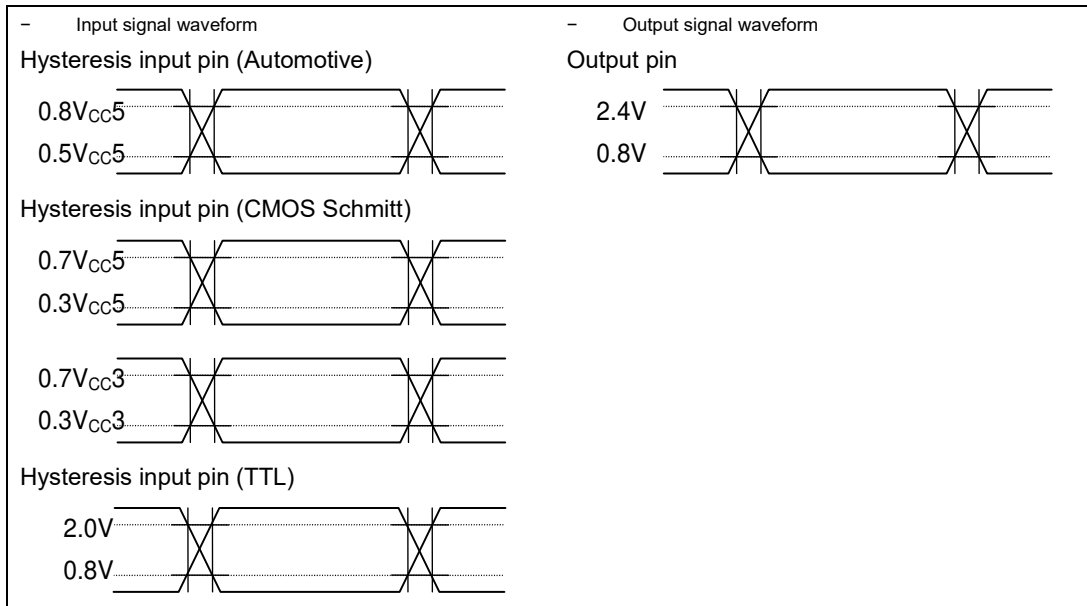 − Input signal waveform
Hysteresis input pin (Automotive)
0.8VCC5
0.5VCC5
Hysteresis input pin (CMOS Schmitt)
0.7VCC5
0.3VCC5
0.7VCC3
0.3VCC3
Hysteresis input pin (TTL)
2.0V
0.8V
− Output signal waveform
Output pin
2.4V
0.8V